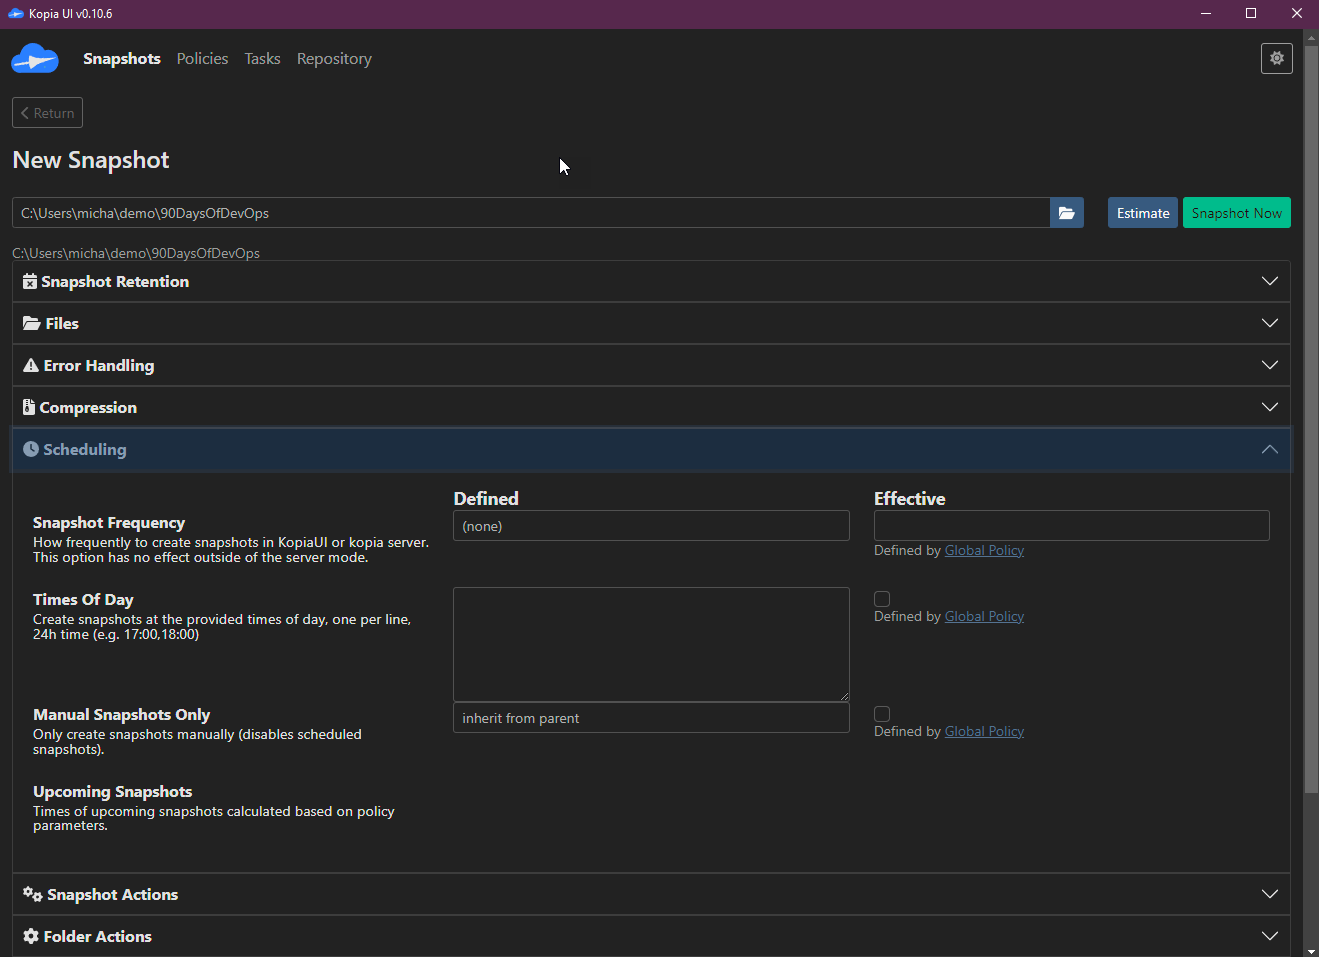 Kopia UI v0.10.6
Snapshots Policies Tasks Repository
Return
New Snapshot
C:\Users\micha\demo\90DaysOfDevOps Estimate Snapshot Now
C:\Users\micha\demo\90DaysOfDevOps
Snapshot Retention
Files
Error Handling
Compression
Scheduling
Defined Effective
Snapshot Frequency
How frequently to create snapshots in KopiaUI or kopia server.
This option has no effect outside of the server mode.
(none)
Defined by Global Policy
Times Of Day
Create snapshots at the provided times of day, one per line,
24h time (e.g. 17:00,18:00)
Defined by Global Policy
Manual Snapshots Only
Only create snapshots manually (disables scheduled
snapshots).
inherit from parent
Defined by Global Policy
Upcoming Snapshots
Times of upcoming snapshots calculated based on policy
parameters.
Snapshot Actions
Folder Actions